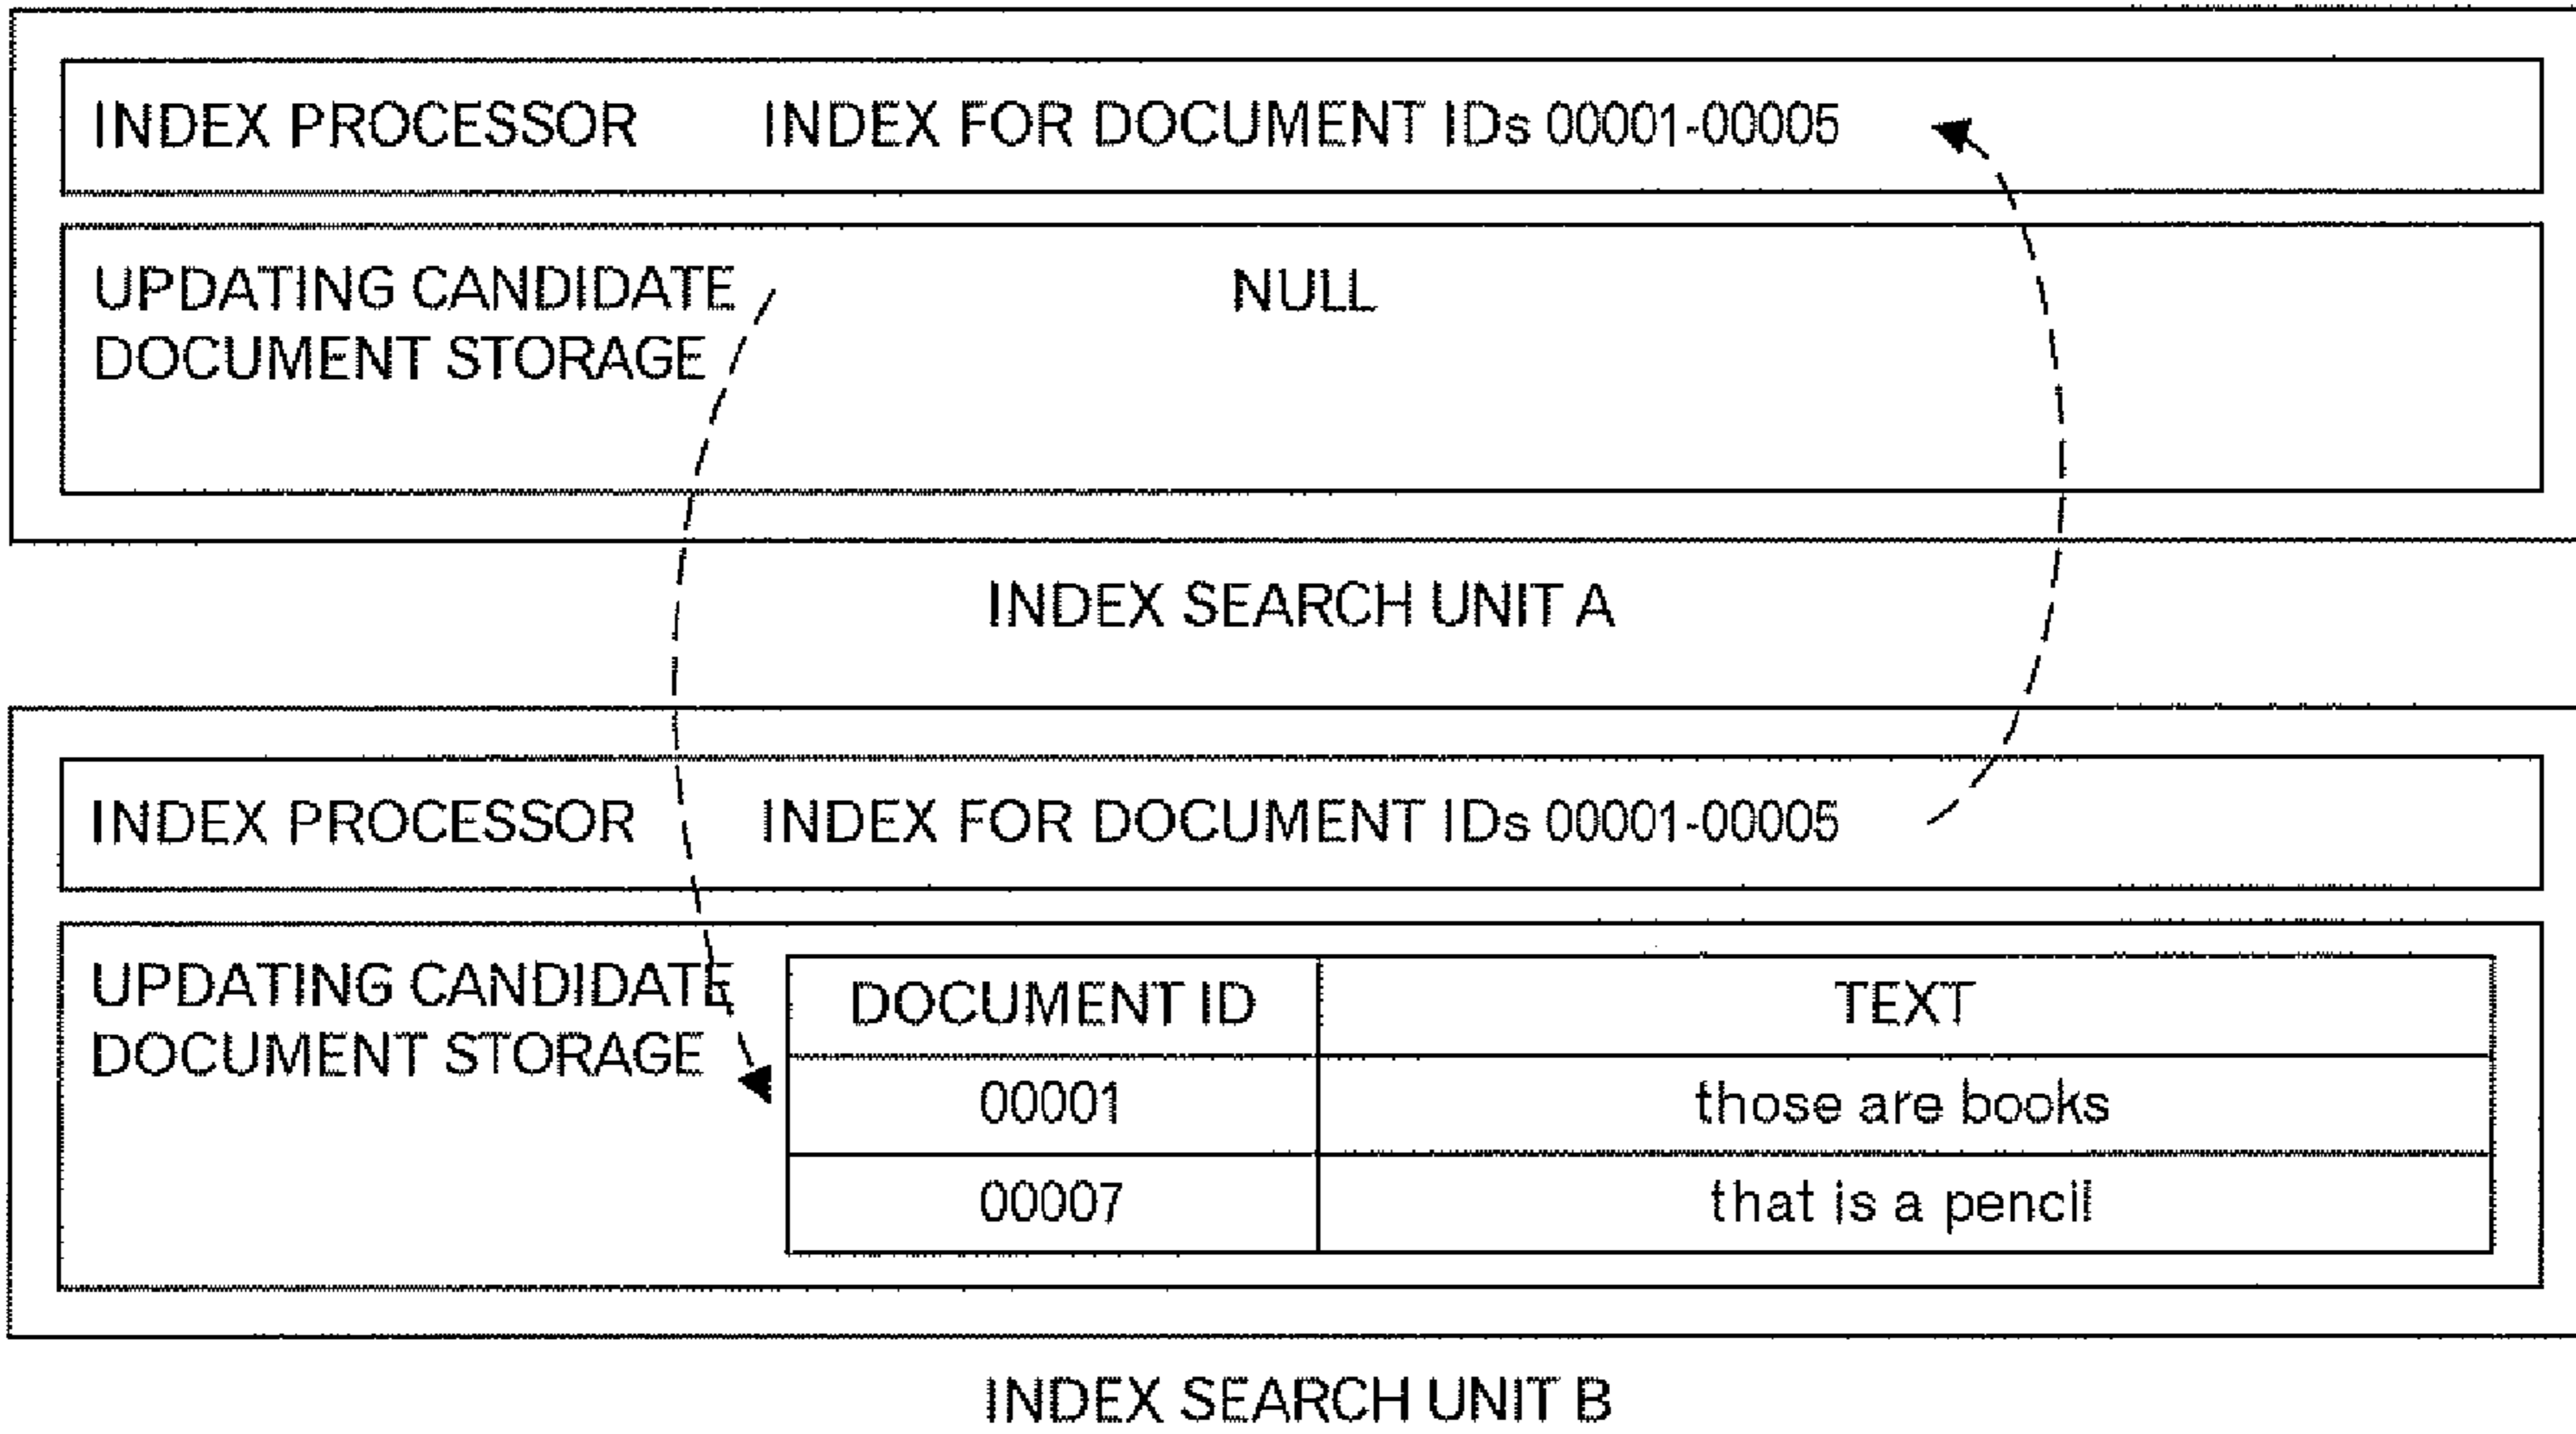 INDEX PROCESSOR INDEX FOR DOCUMENT IDs 00001-00005
UPDATING CANDIDATE NULL
DOCUMENT STORAGE
INDEX SEARCH UNIT A
INDEX PROCESSOR INDEX FOR DOCUMENT IDs 00001-00005
UPDATING CANDIDATE
DOCUMENT STORAGE
DOCUMENT ID TEXT
00001 those are books
00007 that is a pencil
INDEX SEARCH UNIT B